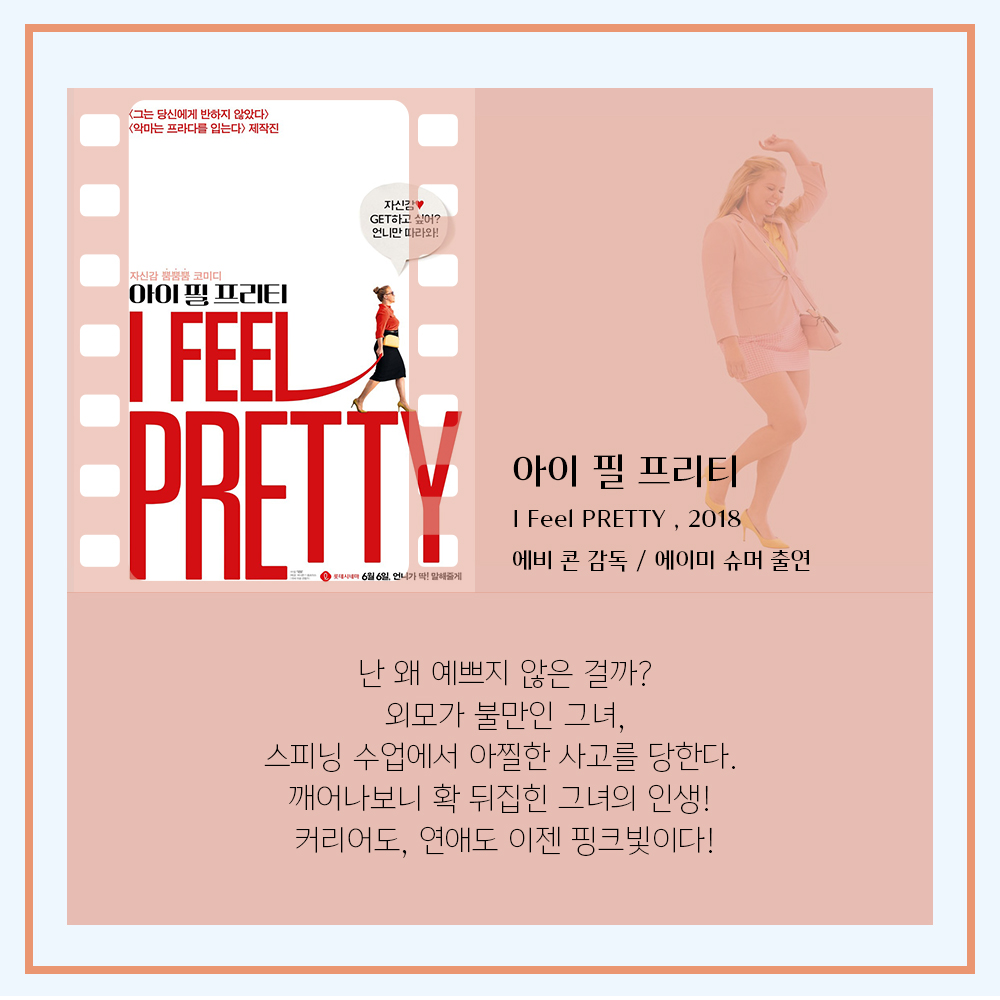 <그는 당신에게 반하지 않았다>
<악마는 프라다를 입는다> 제작진
자신감♥
GET하고 싶어?
언니만 따라와!
자신감 뿜뿜뿜 코미디
아이 필 프리티
I FEEL
PRETTY
롯데시네마 6월 6일, 언니가 딱! 말해줄게
아이 필 프리티
I Feel PRETTY , 2018
에비 콘 감독 / 에이미 슈머 출연
난 왜 예쁘지 않은 걸까?
외모가 불만인 그녀,
스피닝 수업에서 아찔한 사고를 당한다.
깨어나보니 확 뒤집힌 그녀의 인생!
커리어도, 연애도 이젠 핑크빛이다!